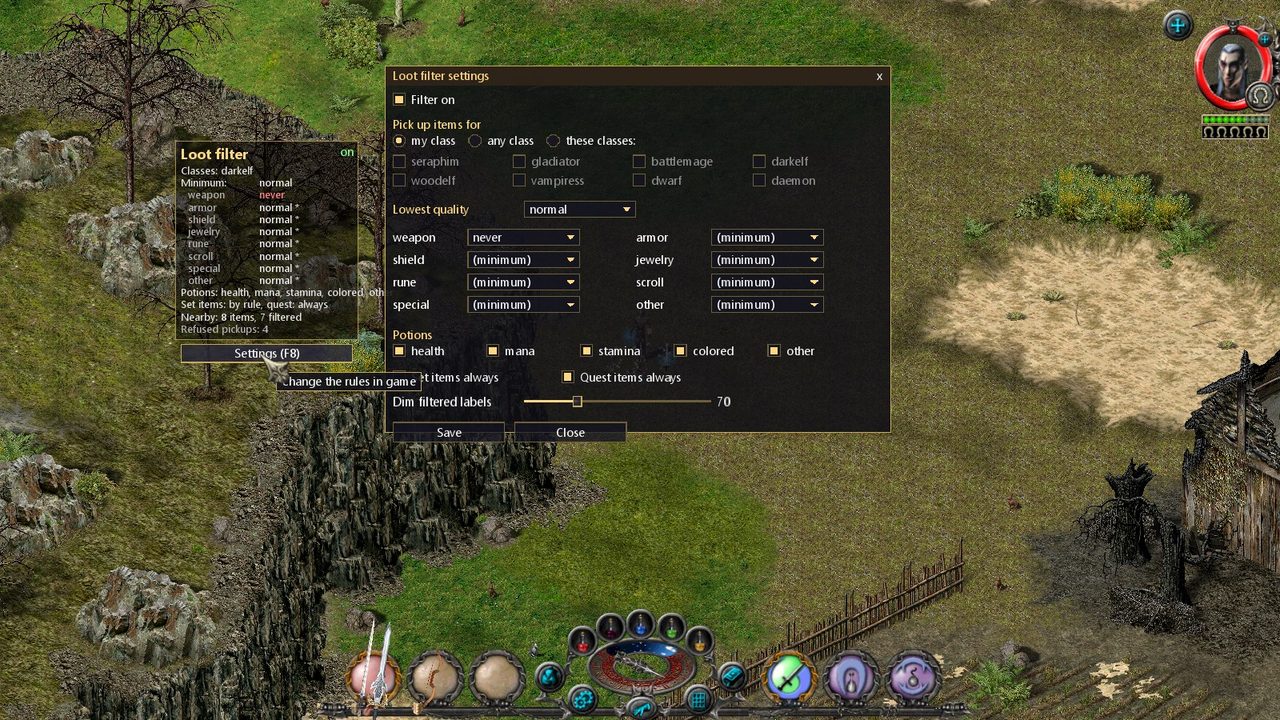 Loot filter settings x
Filter on
Pick up items for
my class any class these classes:
seraphim gladiator battlemage darkelf
woodelf vampiress dwarf daemon
Lowest quality normal
weapon never armor (minimum)
shield (minimum) jewelry (minimum)
rune (minimum) scroll (minimum)
special (minimum) other (minimum)
Potions
health mana stamina colored other
items always Quest items always
Dim filtered labels 70
Save Close
Loot filter on
Classes: darkelf
Minimum: normal
weapon never
armor normal *
shield normal *
jewelry normal *
rune normal *
scroll normal *
special normal *
other normal *
Potions: health, mana, stamina, colored, oth
Set items: by rule, quest: always
Nearby: 8 items, 7 filtered
Refused pickups: 4
Settings (F8)
Change the rules in game